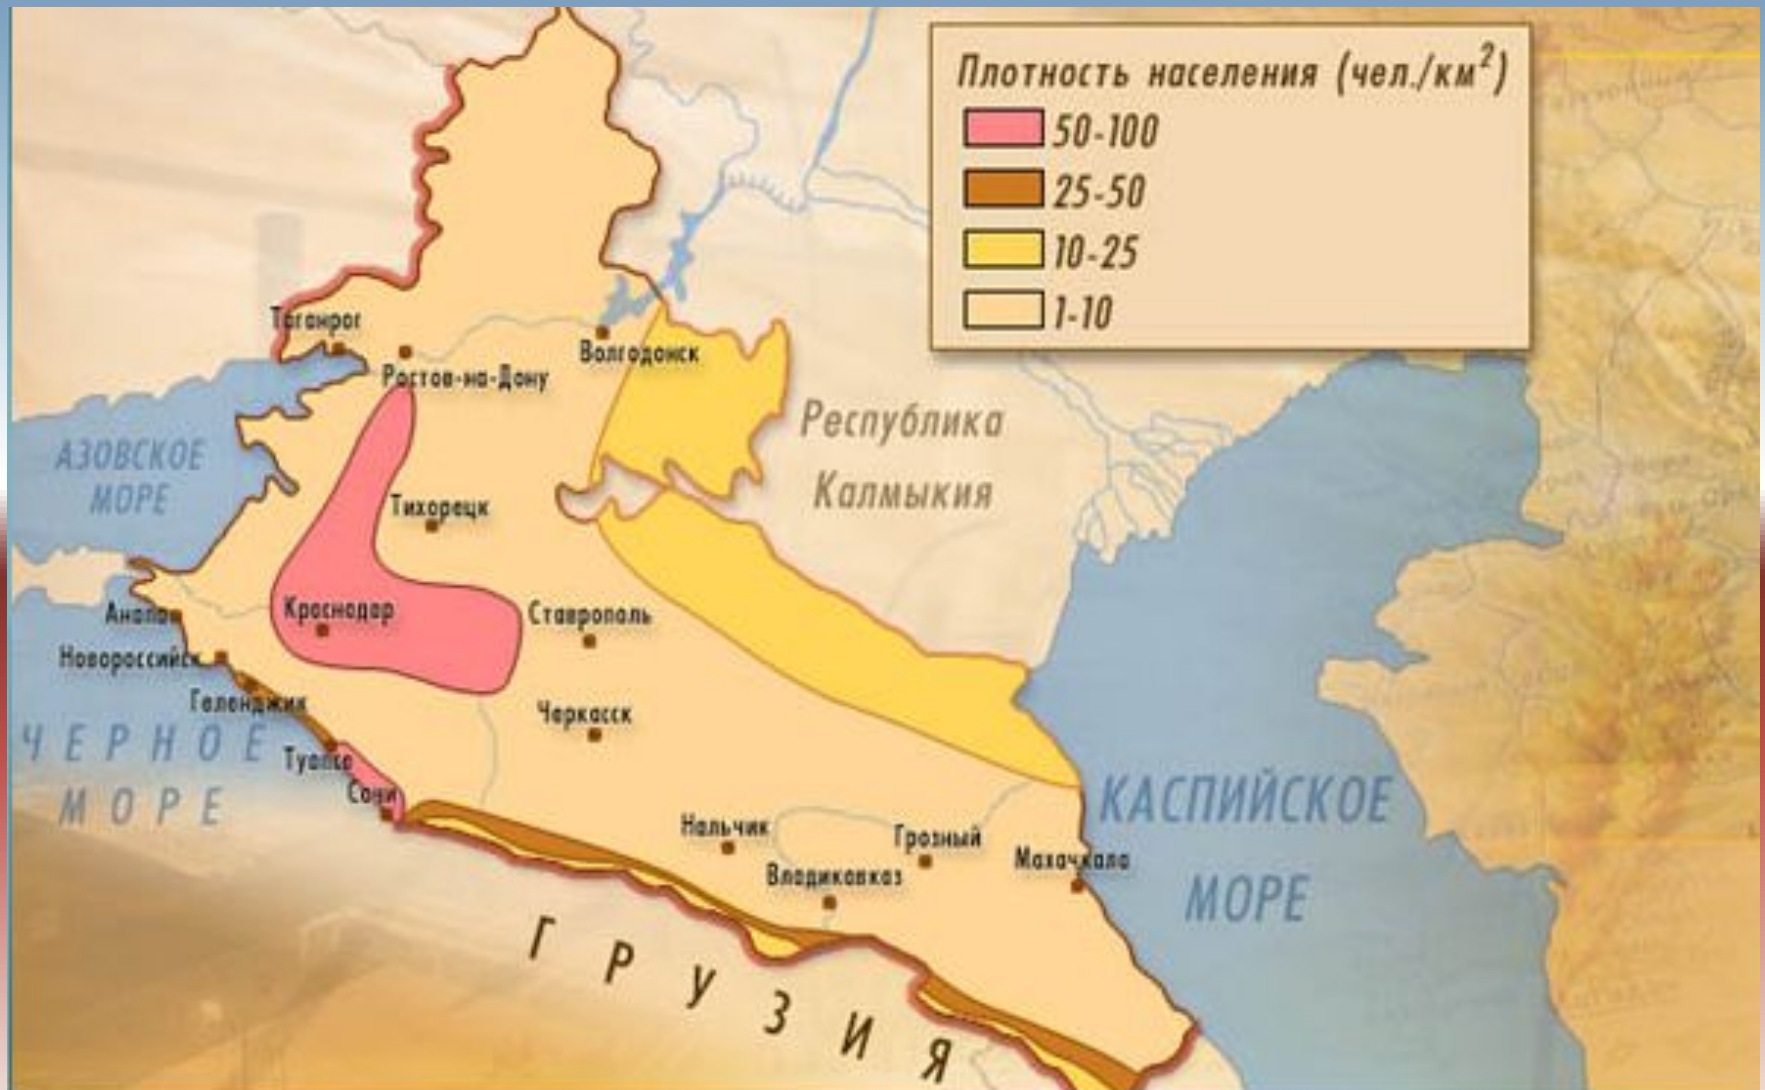 Плотность населения (чел./км²)
50-100
25-50
10-25
1-10
Таганрог
Ростов-на-Дону
Волгодонск
Республика
Калмыкия
АЗОВСКОЕ
МОРЕ
Тихорецк
Анапа
Краснодар
Ставрополь
Новороссийск
Геленджик
Черкасск
ЧЕРНОЕ
МОРЕ
Туапсе
Сочи
КАСПИЙСКОЕ
МОРЕ
Нальчик
Грозный
Владикавказ
Махачкала
ГРУЗИЯ